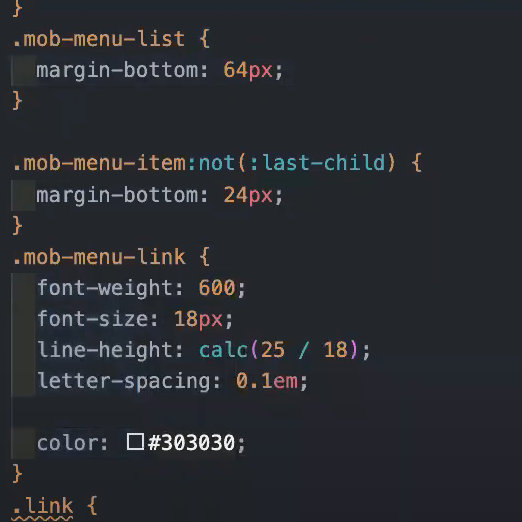 }
.mob-menu-list {
  margin-bottom: 64px;
}

.mob-menu-item:not(:last-child) {
  margin-bottom: 24px;
}
.mob-menu-link {
  font-weight: 600;
  font-size: 18px;
  line-height: calc(25 / 18);
  letter-spacing: 0.1em;

  color: #303030;
}
.link {